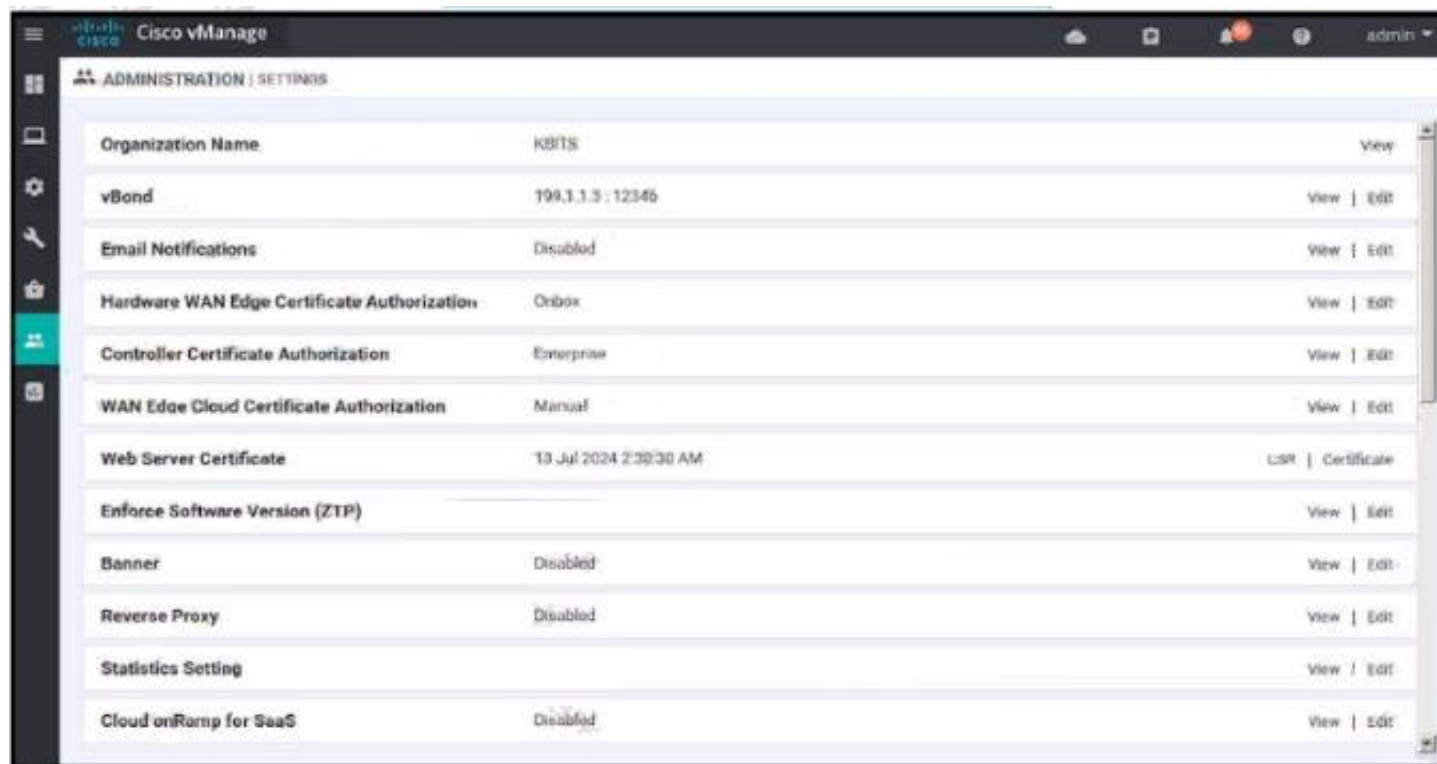 CISCO Cisco vManage admin
ADMINISTRATION | SETTINGS
Organization Name KBITS View
vBond 199.1.1.3 : 12346 View | Edit
Email Notifications Disabled View | Edit
Hardware WAN Edge Certificate Authorization Onbox View | Edit
Controller Certificate Authorization Enterprise View | Edit
WAN Edge Cloud Certificate Authorization Manual View | Edit
Web Server Certificate 13 Jul 2024 AM CSR | Certificate
Enforce Software Version (ZTP) View | Edit
Banner Disabled View | Edit
Reverse Proxy Disabled View | Edit
Statistics Setting View | Edit
Cloud onRamp for SaaS Disabled View | Edit